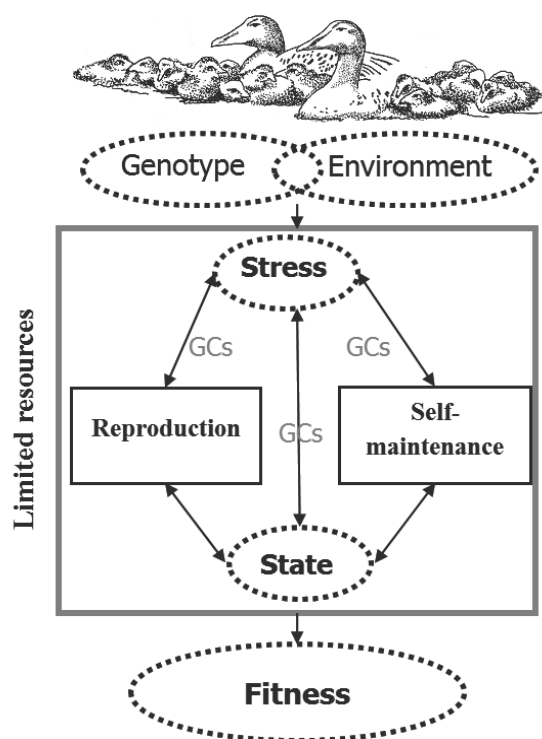 Genotype
Environment
Stress
GCs
GCs
Reproduction
GCs
Self-
maintenance
Limited resources
State
Fitness